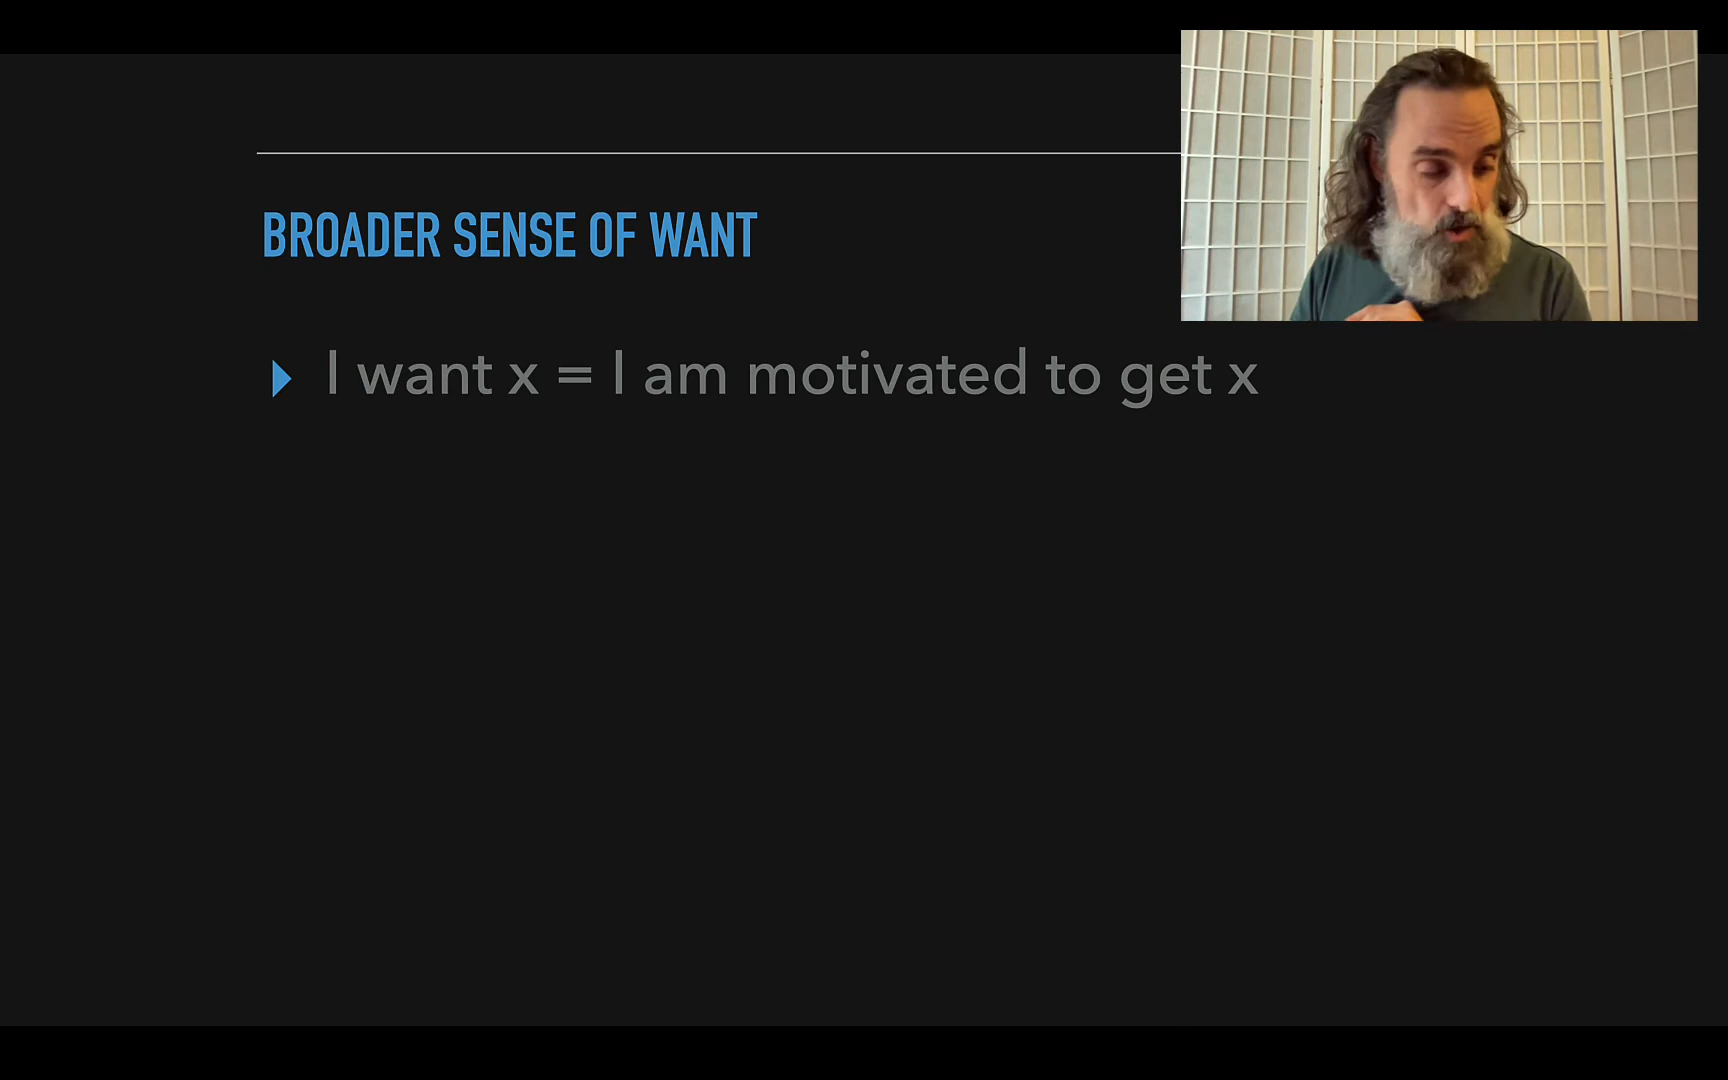 BROADER SENSE OF WANT
I want x = I am motivated to get x